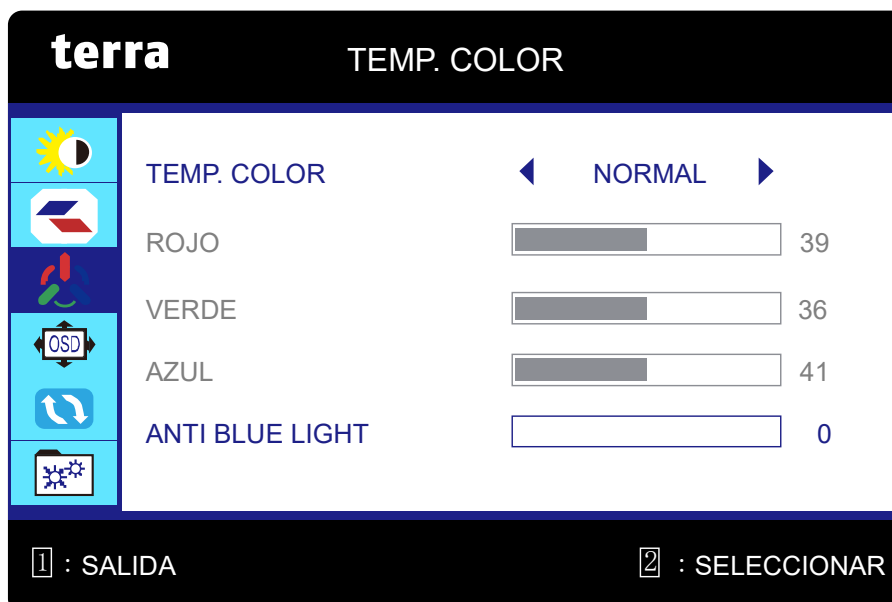 terra TEMP. COLOR
TEMP. COLOR NORMAL
ROJO 39
VERDE 36
OSD
AZUL 41
ANTI BLUE LIGHT 0
1 : SALIDA 2 : SELECCIONAR